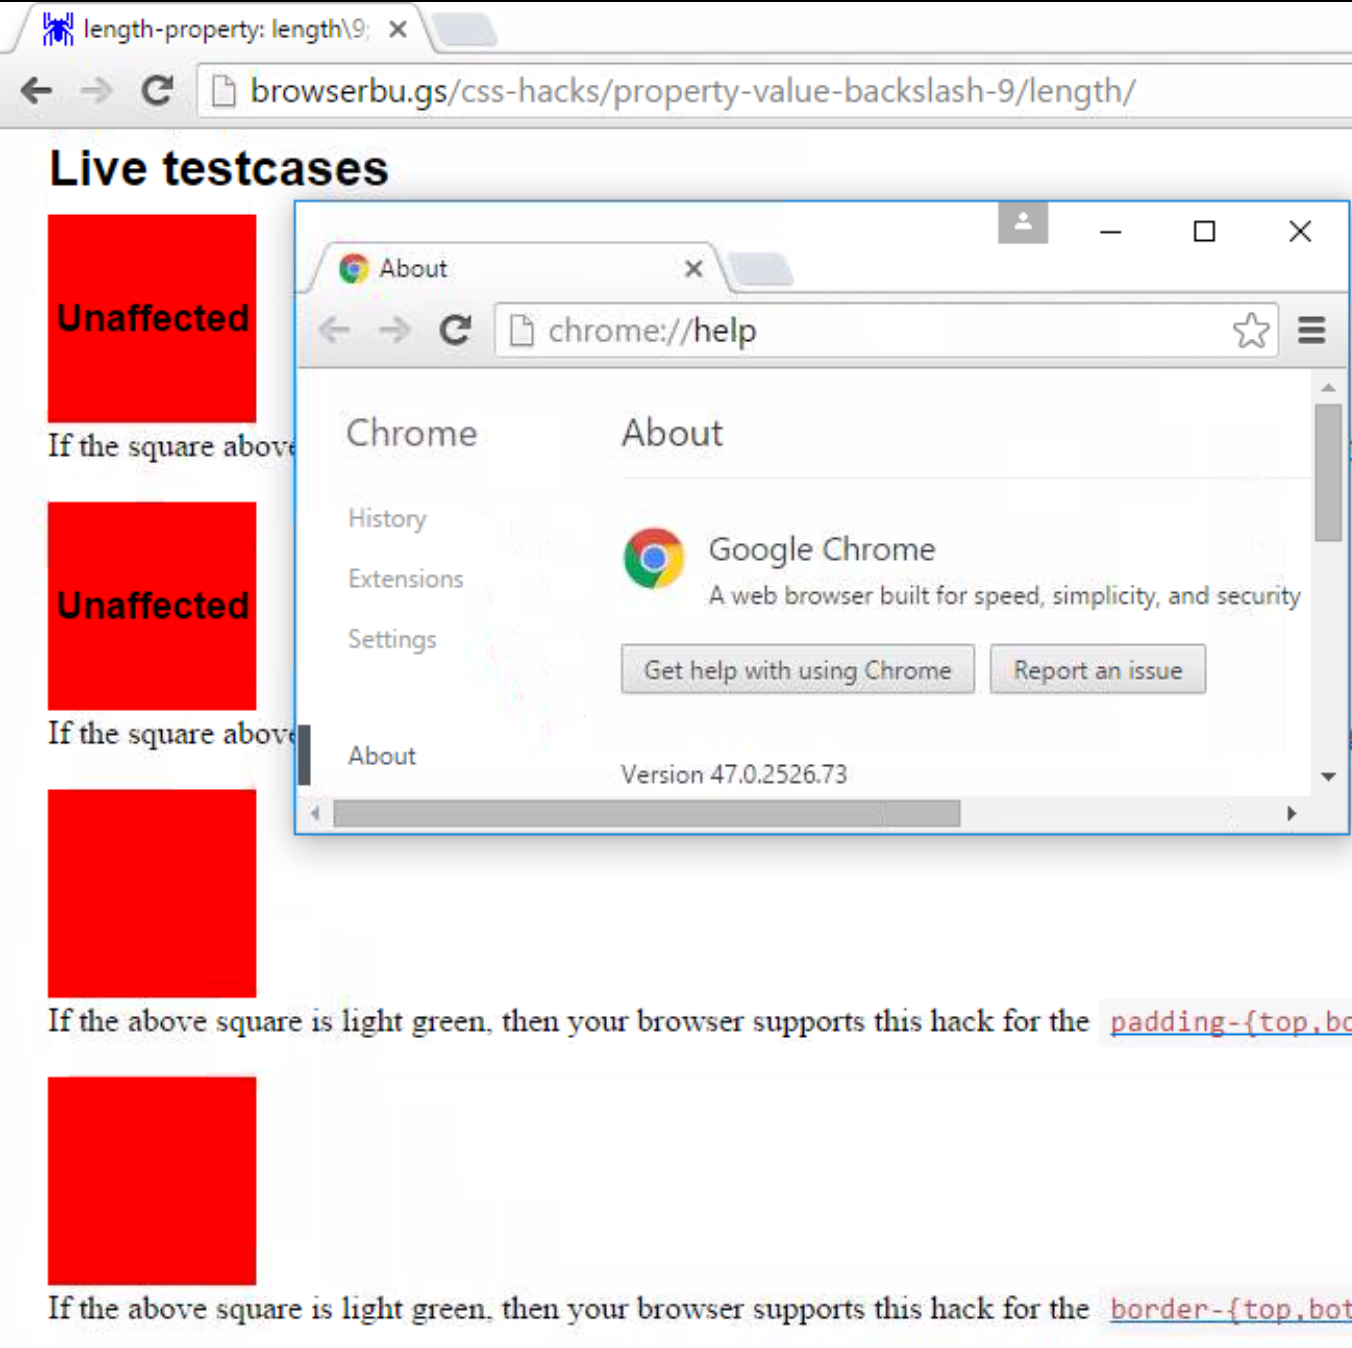 length-property: length\9;
browserbu.gs/css-hacks/property-value-backslash-9/length/
Live testcases
Unaffected
If the square above
Unaffected
If the square above
About
chrome://help
Chrome
History
Extensions
Settings
About
About
Google Chrome
A web browser built for speed, simplicity, and security
Get help with using Chrome
Report an issue
Version 47.0.2526.73
If the above square is light green, then your browser supports this hack for the padding-{top,bo
If the above square is light green, then your browser supports this hack for the border-{top,bot